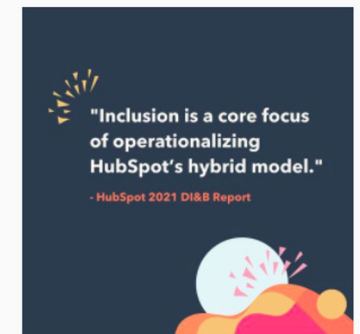 "Inclusion is a core focus
of operationalizing
HubSpot’s hybrid model."
- HubSpot 2021 DI&B Report